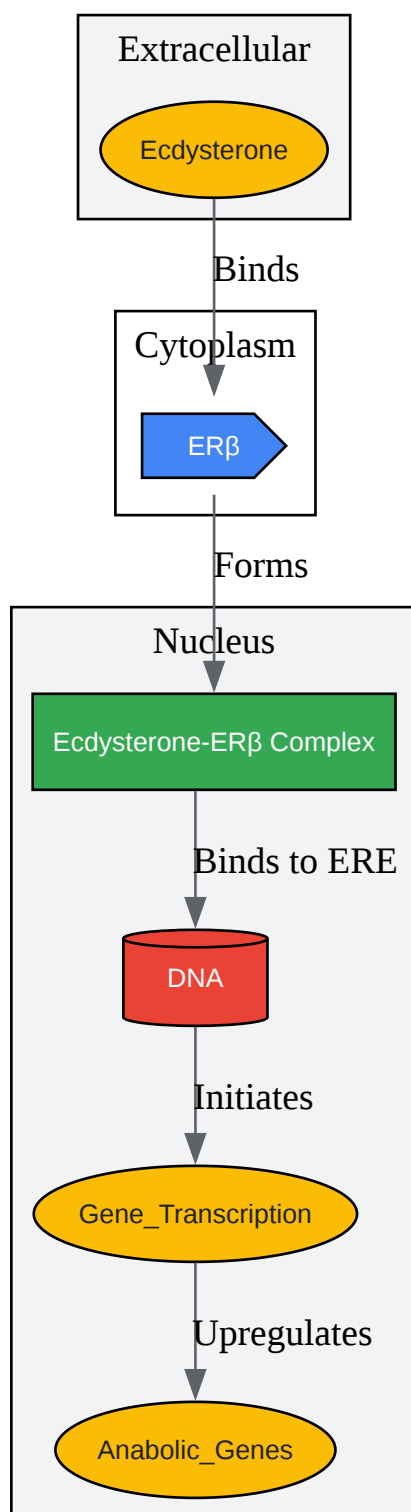 Extracellular
Ecdysterone
Binds
Cytoplasm
ERβ
Forms
Nucleus
Ecdysterone-ERβ Complex
Binds to ERE
DNA
Initiates
Gene_Transcription
Upregulates
Anabolic_Genes